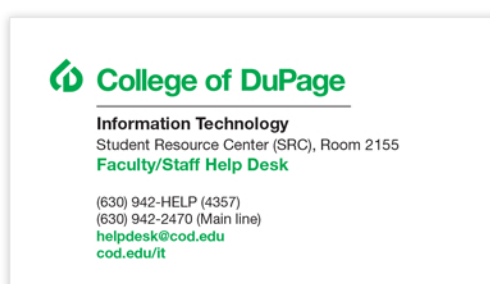 College of DuPage
Information Technology
Student Resource Center (SRC), Room 2155
Faculty/Staff Help Desk
(630) 942-HELP (4357)
(630) 942-2470 (Main line)
helpdesk@cod.edu
cod.edu/it